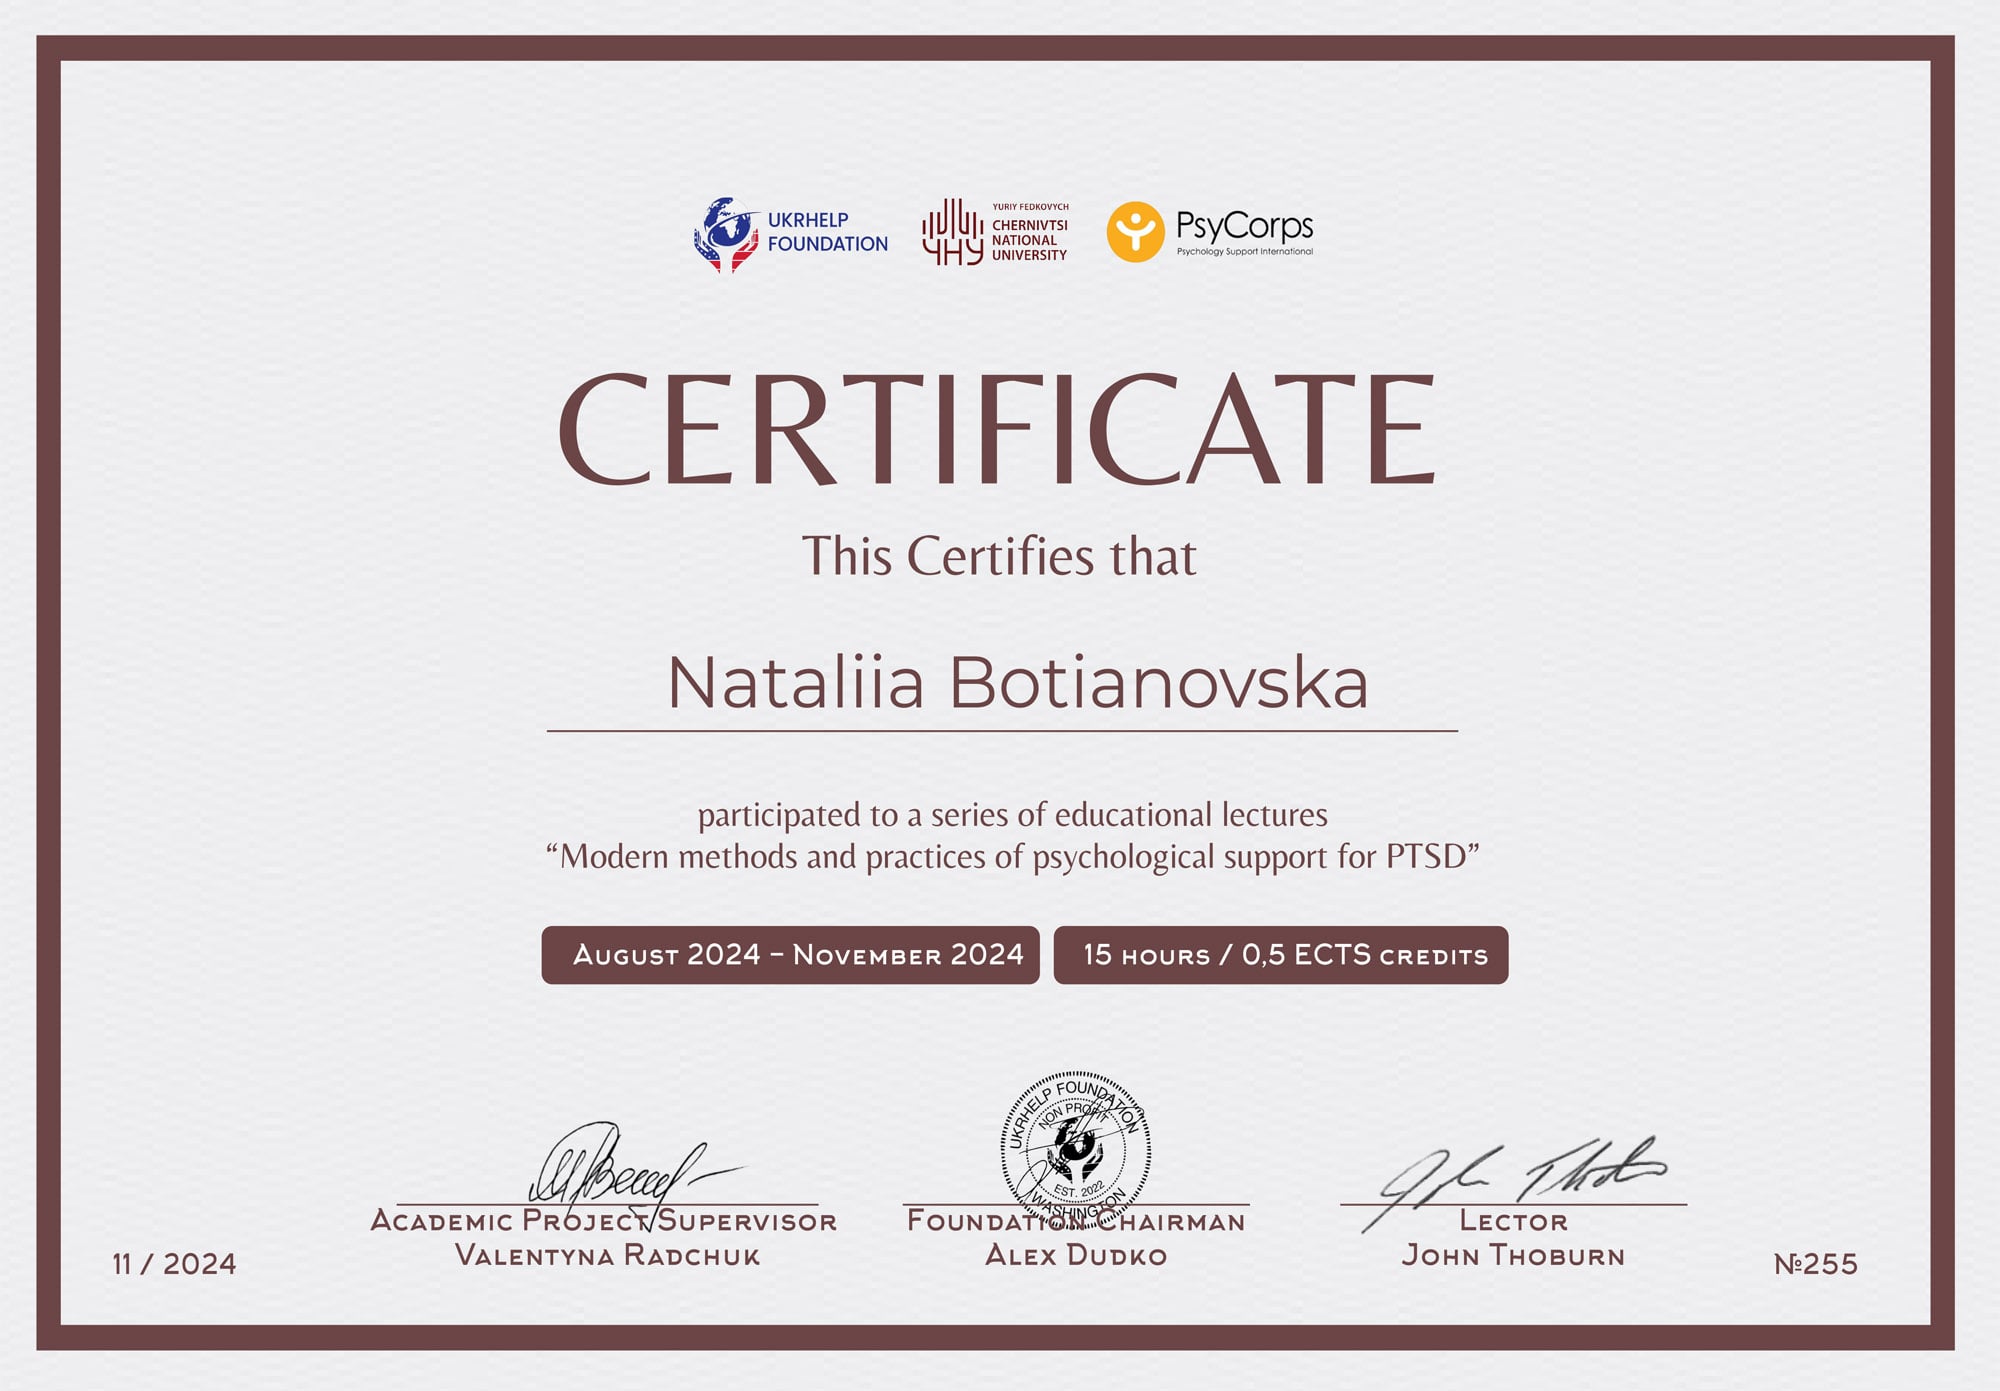 UKRHELP
FOUNDATION
YURIY FEDKOVYCH
CHERNIVTSI
NATIONAL
UNIVERSITY
ЧНУ
PsyCorps
Psychology Support International
CERTIFICATE
This Certifies that
Nataliia Botianovska
participated to a series of educational lectures
“Modern methods and practices of psychological support for PTSD”
August 2024 – November 2024
15 hours / 0,5 ECTS credits
UKRHELP FOUNDATION
NON PROFIT
EST. 2022
WASHINGTON
Academic Project Supervisor
Valentyna Radchuk
Foundation Chairman
Alex Dudko
Lector
John Thoburn
11 / 2024
№255